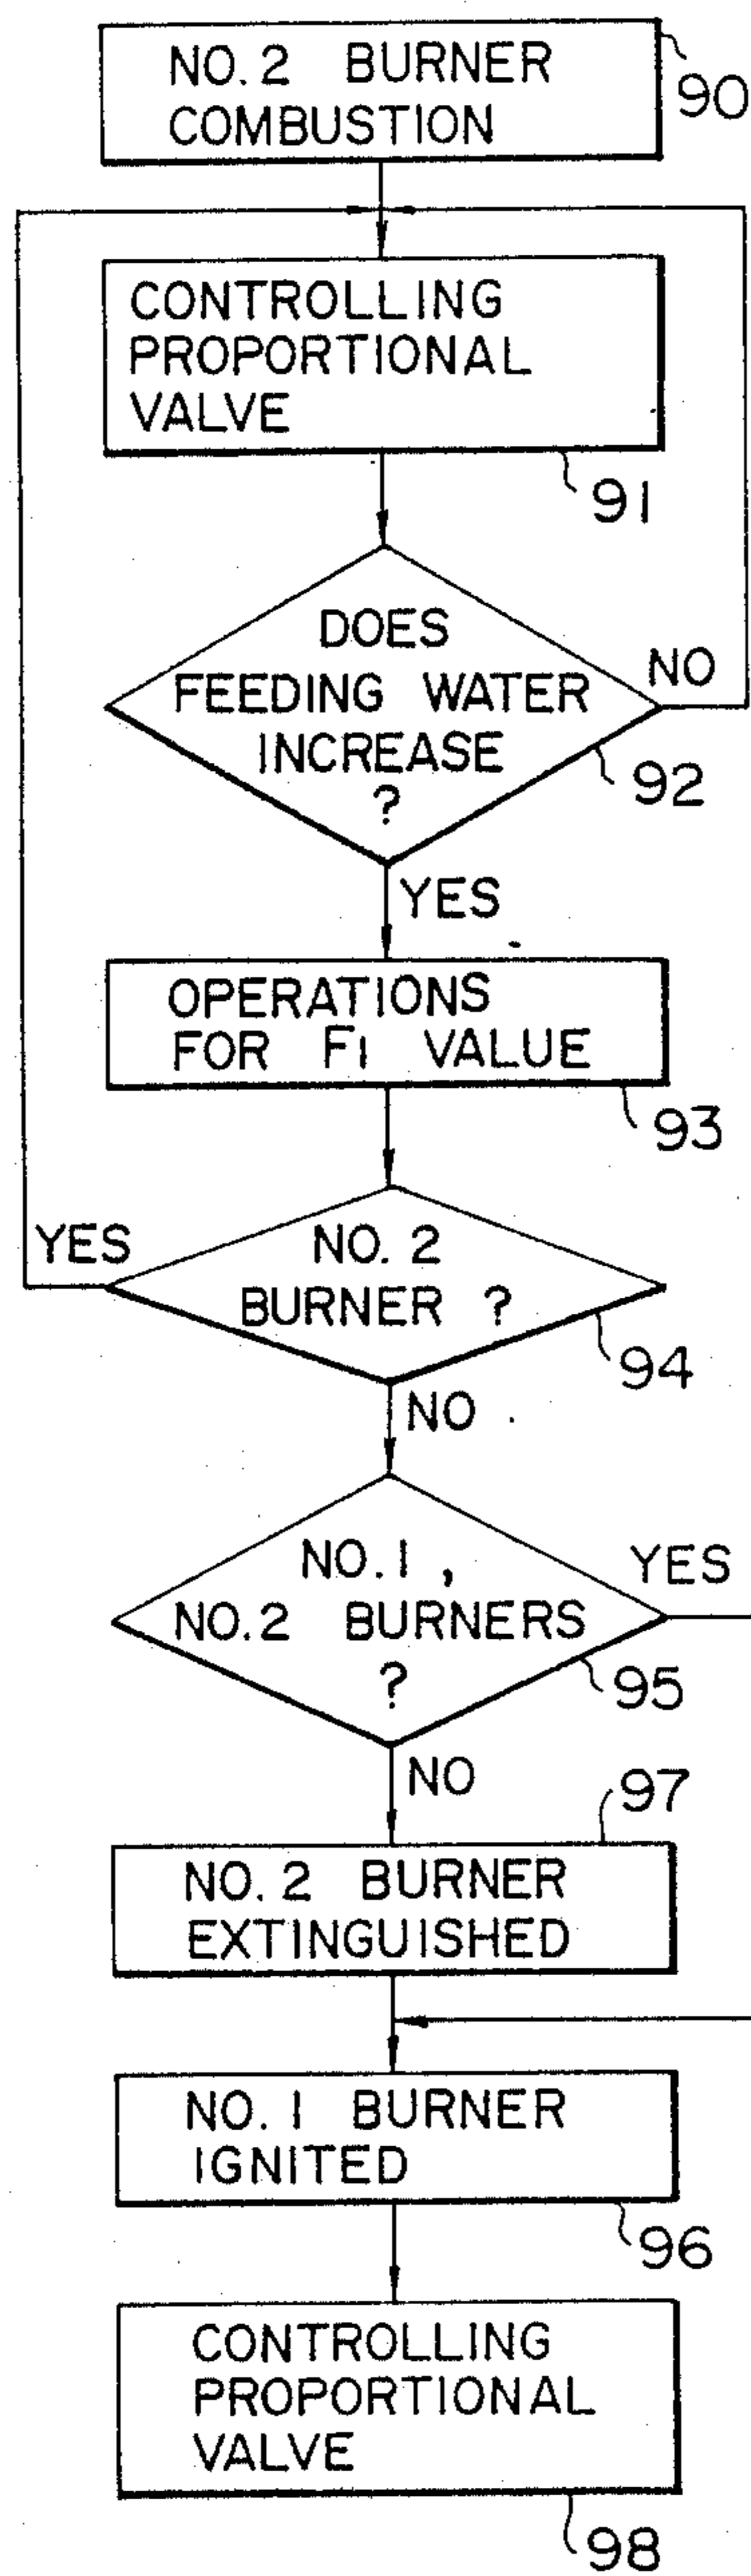 NO. 2 BURNER
COMBUSTION
90
CONTROLLING
PROPORTIONAL
VALVE
91
DOES
FEEDING WATER
INCREASE
?
NO
92
YES
OPERATIONS
FOR F1 VALUE
93
YES
NO. 2
BURNER ?
94
NO
NO. 1 ,
NO. 2 BURNERS
?
YES
95
NO
97
NO. 2 BURNER
EXTINGUISHED
NO. 1 BURNER
IGNITED
96
CONTROLLING
PROPORTIONAL
VALVE
98